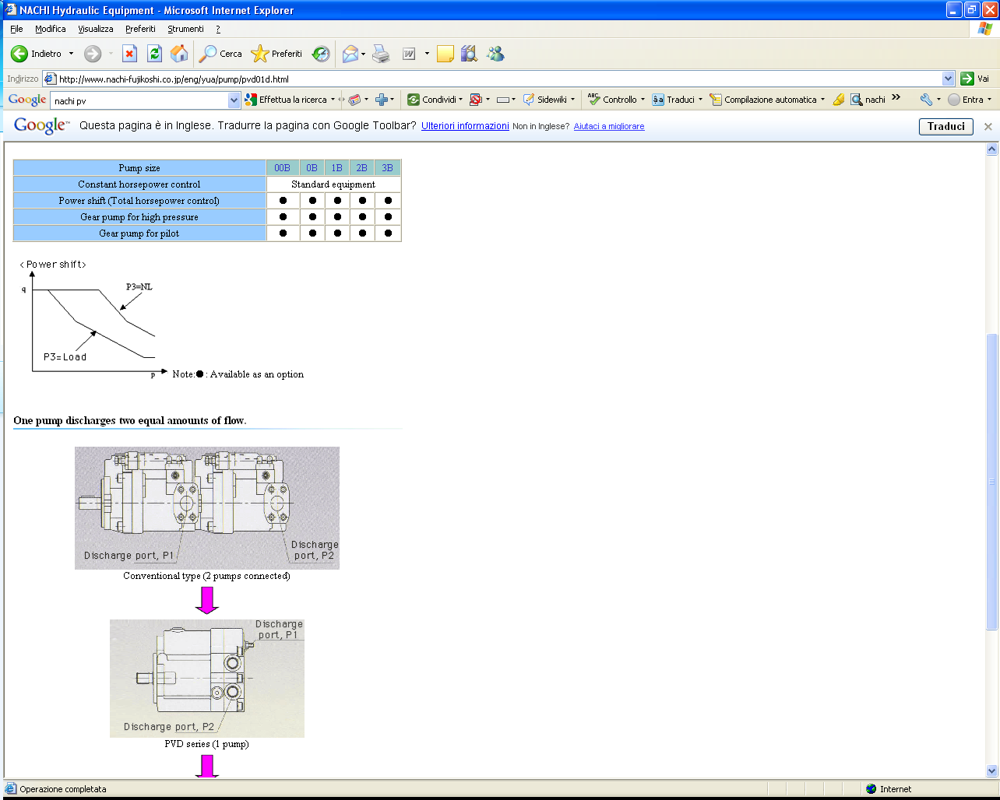 NACHI Hydraulic Equipment - Microsoft Internet Explorer
File Modifica Visualizza Preferiti Strumenti ?
Indietro Cerca Preferiti W
Indirizzo http://www.nachi-fujikoshi.co.jp/eng/yua/pump/pvd01d.html Vai
Google nachi pv Effettua la ricerca Condividi Sidewiki ABC Controllo âa Traduci Compilazione automatica nachi » Entra
Google™ Questa pagina è in Inglese. Tradurre la pagina con Google Toolbar? Ulteriori informazioni Non in Inglese? Aiutaci a migliorare Traduci
Pump size 00B 0B 1B 2B 3B
Constant horsepower control Standard equipment
Power shift (Total horsepower control) ● ● ● ● ●
Gear pump for high pressure ● ● ● ● ●
Gear pump for pilot ● ● ● ● ●
<Power shift>
q
P3=NL
P3=Load
p
Note:● : Available as an option
One pump discharges two equal amounts of flow.
Discharge port, P1
Discharge
port, P2
Conventional type (2 pumps connected)
Discharge
port, P1
Discharge port, P2
PVD series (1 pump)
Operazione completata Internet